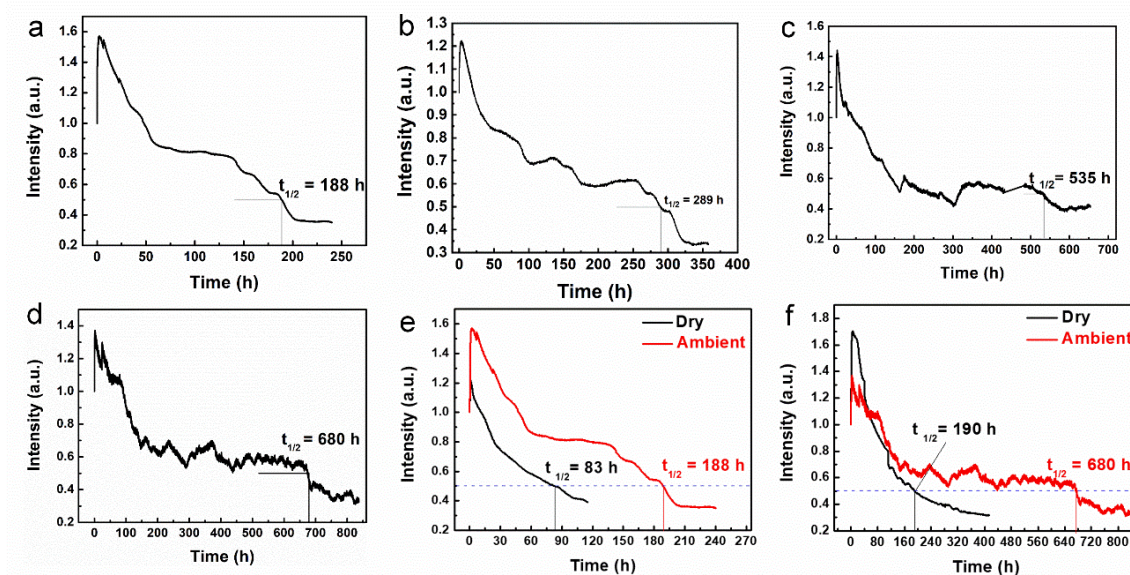 a
Intensity (a.u.)
1.6
1.4
1.2
1.0
0.8
0.6
0.4
0.2
t1/2 = 188 h
0 50 100 150 200 250
Time (h)
b
Intensity (a.u.)
1.3
1.2
1.1
1.0
0.9
0.8
0.7
0.6
0.5
0.4
0.3
t1/2 = 289 h
0 50 100 150 200 250 300 350 400
Time (h)
c
Intensity (a.u.)
1.6
1.4
1.2
1.0
0.8
0.6
0.4
0.2
t1/2 = 535 h
0 100 200 300 400 500 600 700
Time (h)
d
Intensity (a.u.)
1.4
1.2
1.0
0.8
0.6
0.4
0.2
t1/2 = 680 h
0 100 200 300 400 500 600 700 800
Time (h)
e
Intensity (a.u.)
1.6
1.4
1.2
1.0
0.8
0.6
0.4
0.2
Dry
Ambient
t1/2 = 83 h
t1/2 = 188 h
0 30 60 90 120 150 180 210 240 270
Time (h)
f
Intensity (a.u.)
1.8
1.6
1.4
1.2
1.0
0.8
0.6
0.4
0.2
Dry
Ambient
t1/2 = 190 h
t1/2 = 680 h
0 80 160 240 320 400 480 560 640 720 800
Time (h)